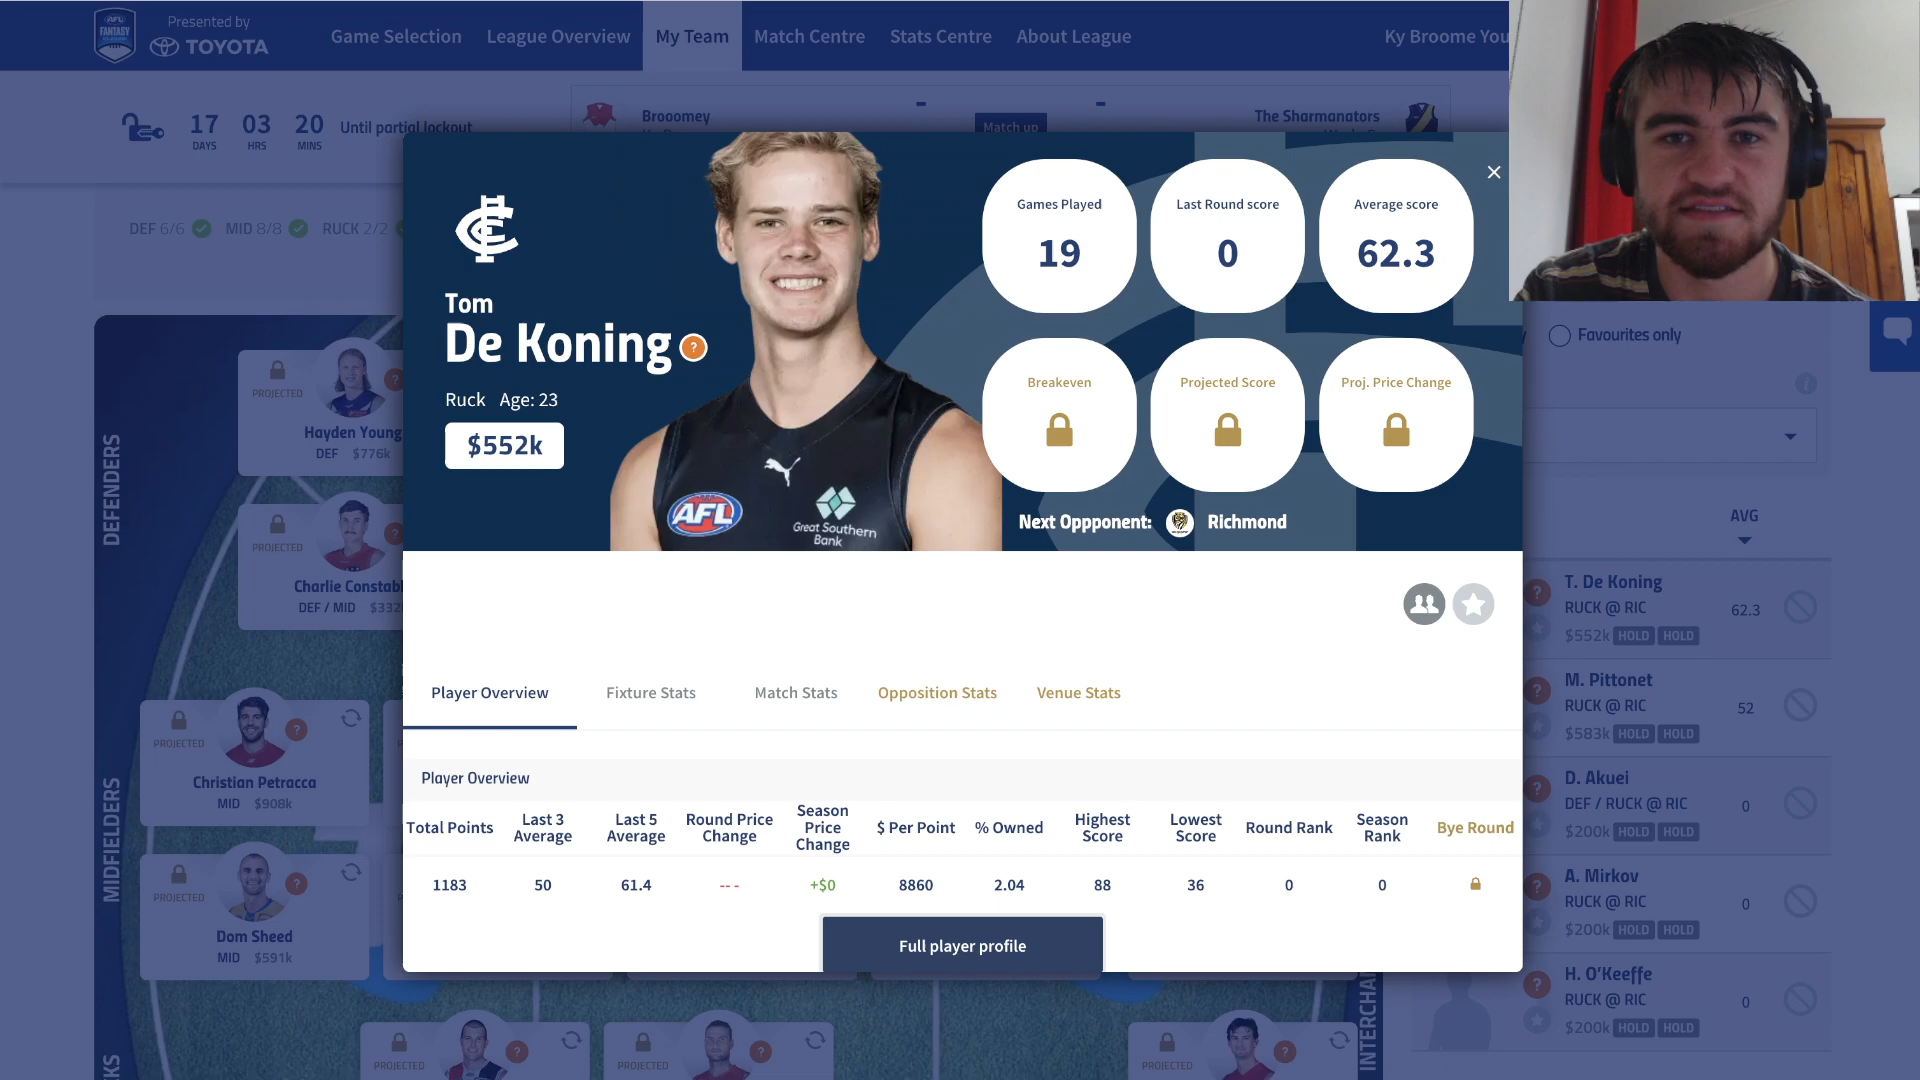 AFL
FANTASY
Presented by
TOYOTA
Game Selection
League Overview
My Team
Match Centre
Stats Centre
About League
Ky Broome You
17
03
20
DAYS
HRS
MINS
Until partial lockout
Brooomey
-
-
Match up
The Sharmanators
DEF 6/6
MID 8/8
RUCK 2/2
Tom
De Koning
?
Ruck Age: 23
$552k
AFL
Great Southern
Bank
Games Played
19
Last Round score
0
Average score
62.3
Breakeven
Projected Score
Proj. Price Change
Next Oppponent:
Richmond
×
Favourites only
DEFENDERS
PROJECTED
?
Hayden Young
DEF $776k
PROJECTED
?
Charlie Constabl
DEF / MID $332
MIDFIELDERS
PROJECTED
?
Christian Petracca
MID $908k
PROJECTED
?
Dom Sheed
MID $591k
Player Overview
Fixture Stats
Match Stats
Opposition Stats
Venue Stats
Player Overview
Total Points
Last 3
Average
Last 5
Average
Round Price
Change
Season
Price
Change
$ Per Point
% Owned
Highest
Score
Lowest
Score
Round Rank
Season
Rank
Bye Round
1183
50
61.4
-- -
+$0
8860
2.04
88
36
0
0
Full player profile
AVG
?
T. De Koning
RUCK @ RIC
62.3
$552k HOLD HOLD
?
M. Pittonet
RUCK @ RIC
52
$583k HOLD HOLD
?
D. Akuei
DEF / RUCK @ RIC
0
$200k HOLD HOLD
?
A. Mirkov
RUCK @ RIC
0
$200k HOLD HOLD
?
H. O'Keeffe
RUCK @ RIC
0
$200k HOLD HOLD
INTERCHA
KS
PROJECTED
?
PROJECTED
?
PROJECTED
?